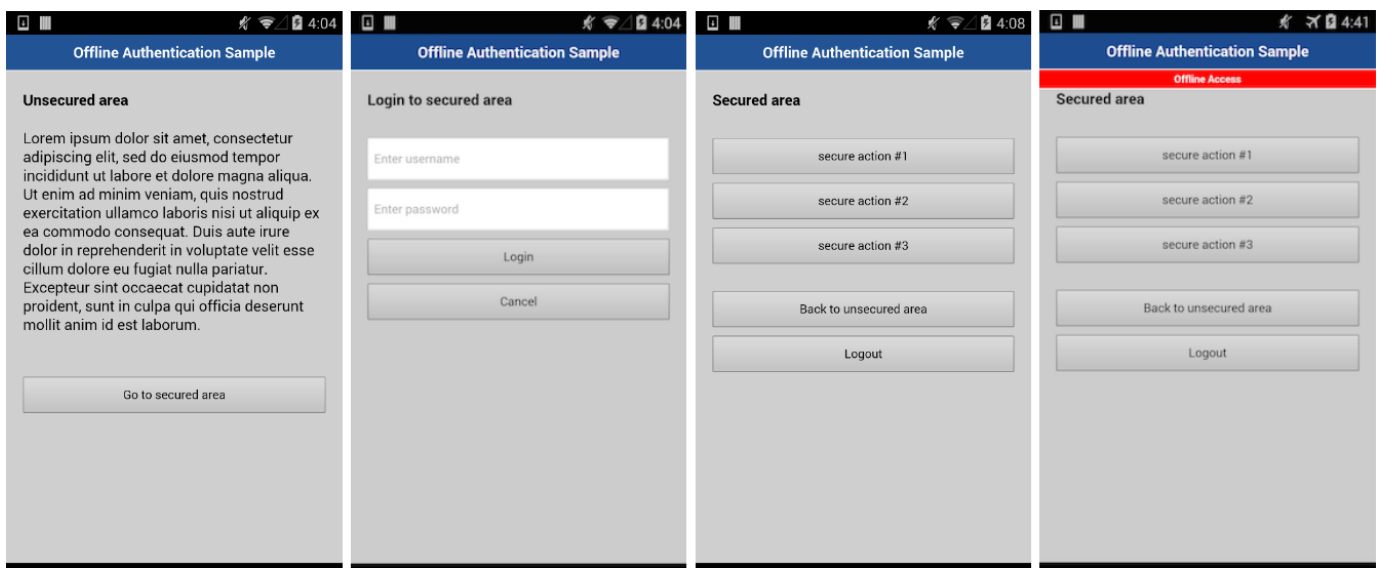 4:04
Offline Authentication Sample
Unsecured area
Lorem ipsum dolor sit amet, consectetur
adipiscing elit, sed do eiusmod tempor
incididunt ut labore et dolore magna aliqua.
Ut enim ad minim veniam, quis nostrud
exercitation ullamco laboris nisi ut aliquip ex
ea commodo consequat. Duis aute irure
dolor in reprehenderit in voluptate velit esse
cillum dolore eu fugiat nulla pariatur.
Excepteur sint occaecat cupidatat non
proident, sunt in culpa qui officia deserunt
mollit anim id est laborum.
Go to secured area
4:04
Offline Authentication Sample
Login to secured area
Enter username
Enter password
Login
Cancel
4:08
Offline Authentication Sample
Secured area
secure action #1
secure action #2
secure action #3
Back to unsecured area
Logout
4:41
Offline Authentication Sample
Offline Access
Secured area
secure action #1
secure action #2
secure action #3
Back to unsecured area
Logout